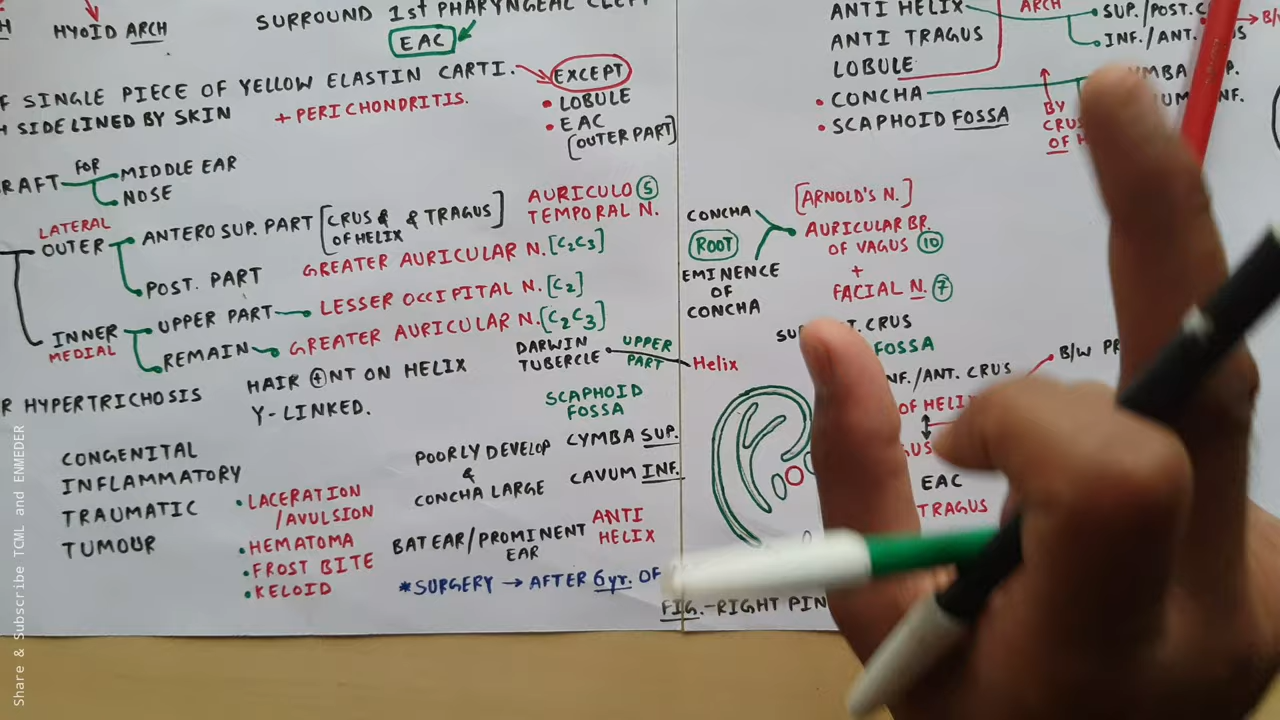 HYOID ARCH
SURROUND 1st PHARYNGEAL CLEFT
EAC
F SINGLE PIECE OF YELLOW ELASTIN CARTI.
EXCEPT
• LOBULE
• EAC
[OUTER PART]
H SIDE LINED BY SKIN + PERICHONDRITIS.
RAFT FOR MIDDLE EAR
NOSE
LATERAL
OUTER
ANTERO SUP. PART [CRUS & & TRAGUS]
OF HELIX
AURICULO 5
TEMPORAL N.
POST. PART GREATER AURICULAR N. [C2C3]
INNER
MEDIAL
UPPER PART LESSER OCCIPITAL N. [C2]
REMAIN GREATER AURICULAR N. [C2C3]
R HYPERTRICHOSIS
HAIR +NT ON HELIX
Y-LINKED.
CONGENITAL
INFLAMMATORY
TRAUMATIC
TUMOUR
• LACERATION
/AVULSION
• HEMATOMA
• FROST BITE
• KELOID
POORLY DEVELOP
&
CONCHA LARGE
BAT EAR/PROMINENT
EAR
*SURGERY → AFTER 6yr. OF
DARWIN
TUBERCLE
UPPER
PART
Helix
SCAPHOID
FOSSA
CYMBA SUP.
CAVUM INF.
ANTI
HELIX
ANTI HELIX
ANTI TRAGUS
LOBULE
• CONCHA
• SCAPHOID FOSSA
ARCH
• SUP./POST.
INF./ANT.
BY
OF
CONCHA
ROOT
EMINENCE
OF
CONCHA
[ARNOLD'S N.]
AURICULAR BR.
OF VAGUS 10
+
FACIAL N. 7
CRUS
FOSSA
INF./ANT. CRUS
B/W
OF HELIX
EAC
TRAGUS
FIG.-RIGHT PIN
Share & Subscribe TCML and ENMEDER